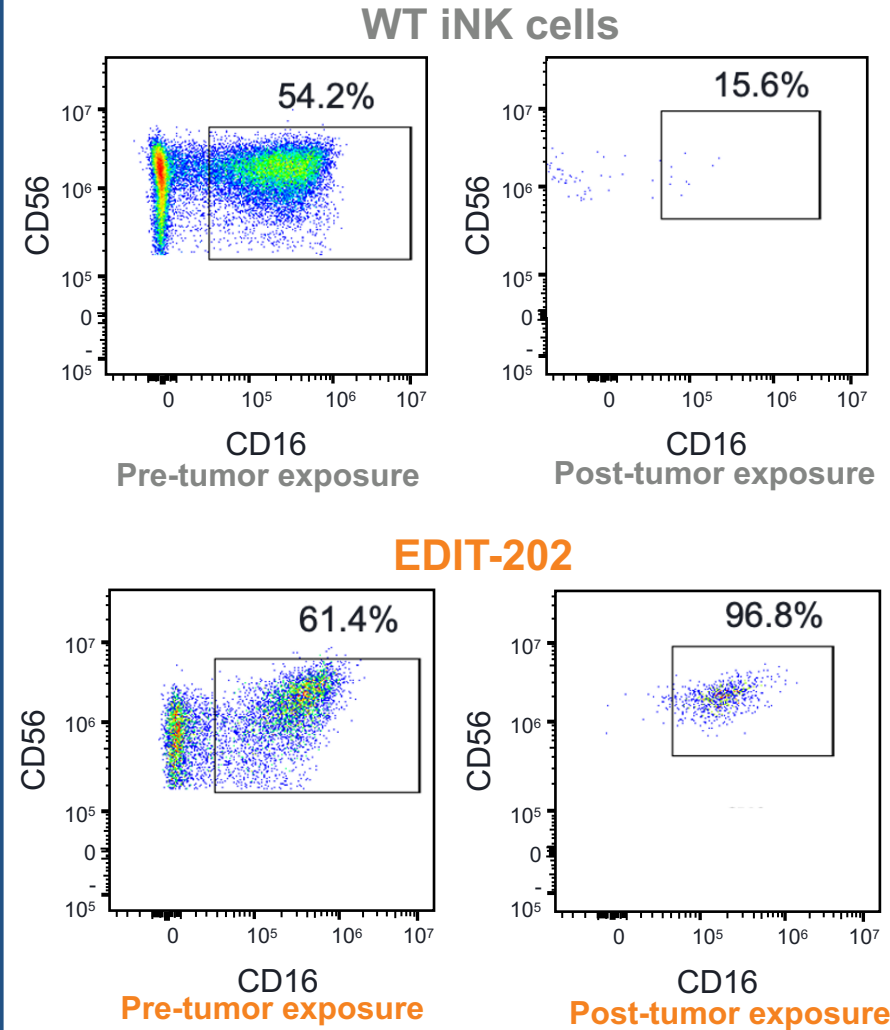 WT iNK cells
54.2%
10⁷
10⁶
10⁵
0
-
10⁵
CD56
0 10⁵ 10⁶ 10⁷
CD16
Pre-tumor exposure
15.6%
10⁷
10⁶
10⁵
0
-
10⁵
CD56
0 10⁵ 10⁶ 10⁷
CD16
Post-tumor exposure
EDIT-202
61.4%
10⁷
10⁶
10⁵
0
-
10⁵
CD56
0 10⁵ 10⁶ 10⁷
CD16
Pre-tumor exposure
96.8%
10⁷
10⁶
10⁵
0
-
10⁵
CD56
0 10⁵ 10⁶ 10⁷
CD16
Post-tumor exposure